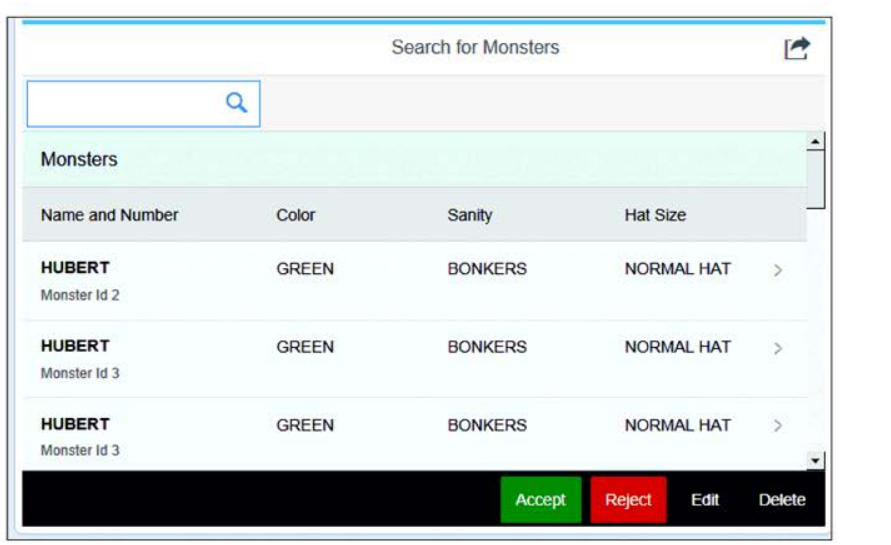 Search for Monsters
Monsters
Name and Number Color Sanity Hat Size
HUBERT GREEN BONKERS NORMAL HAT
Monster Id 2
HUBERT GREEN BONKERS NORMAL HAT
Monster Id 3
HUBERT GREEN BONKERS NORMAL HAT
Monster Id 3
Accept Reject Edit Delete